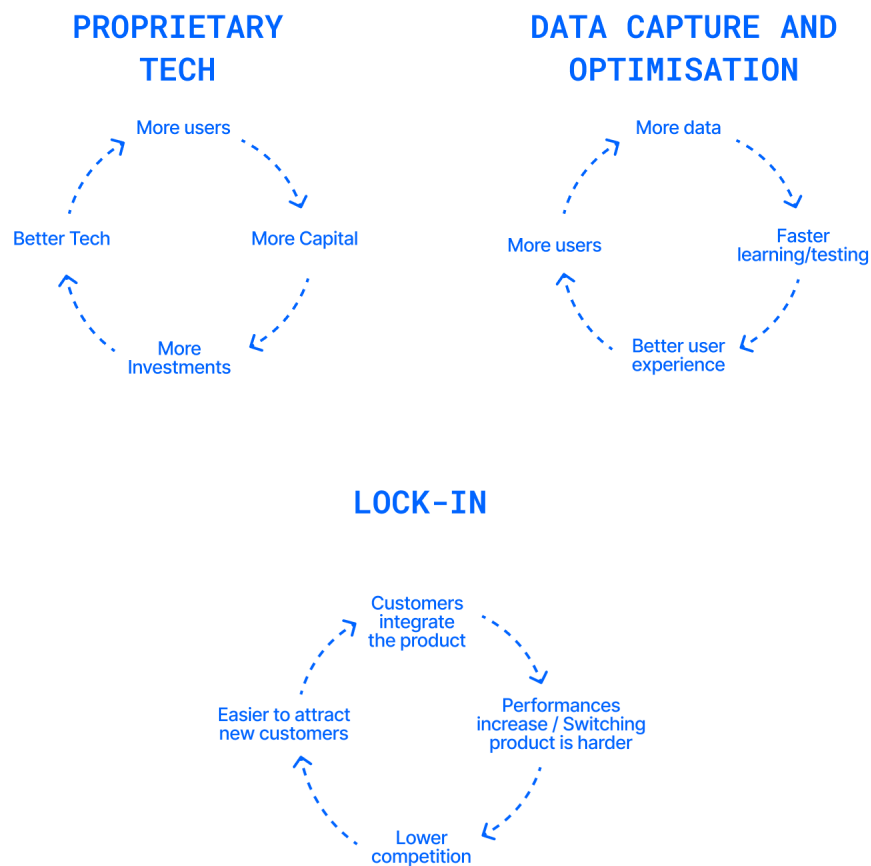 PROPRIETARY
TECH
More users
More Capital
More
Investments
Better Tech
DATA CAPTURE AND
OPTIMISATION
More data
Faster
learning/testing
Better user
experience
More users
LOCK-IN
Customers
integrate
the product
Performances
increase / Switching
product is harder
Lower
competition
Easier to attract
new customers